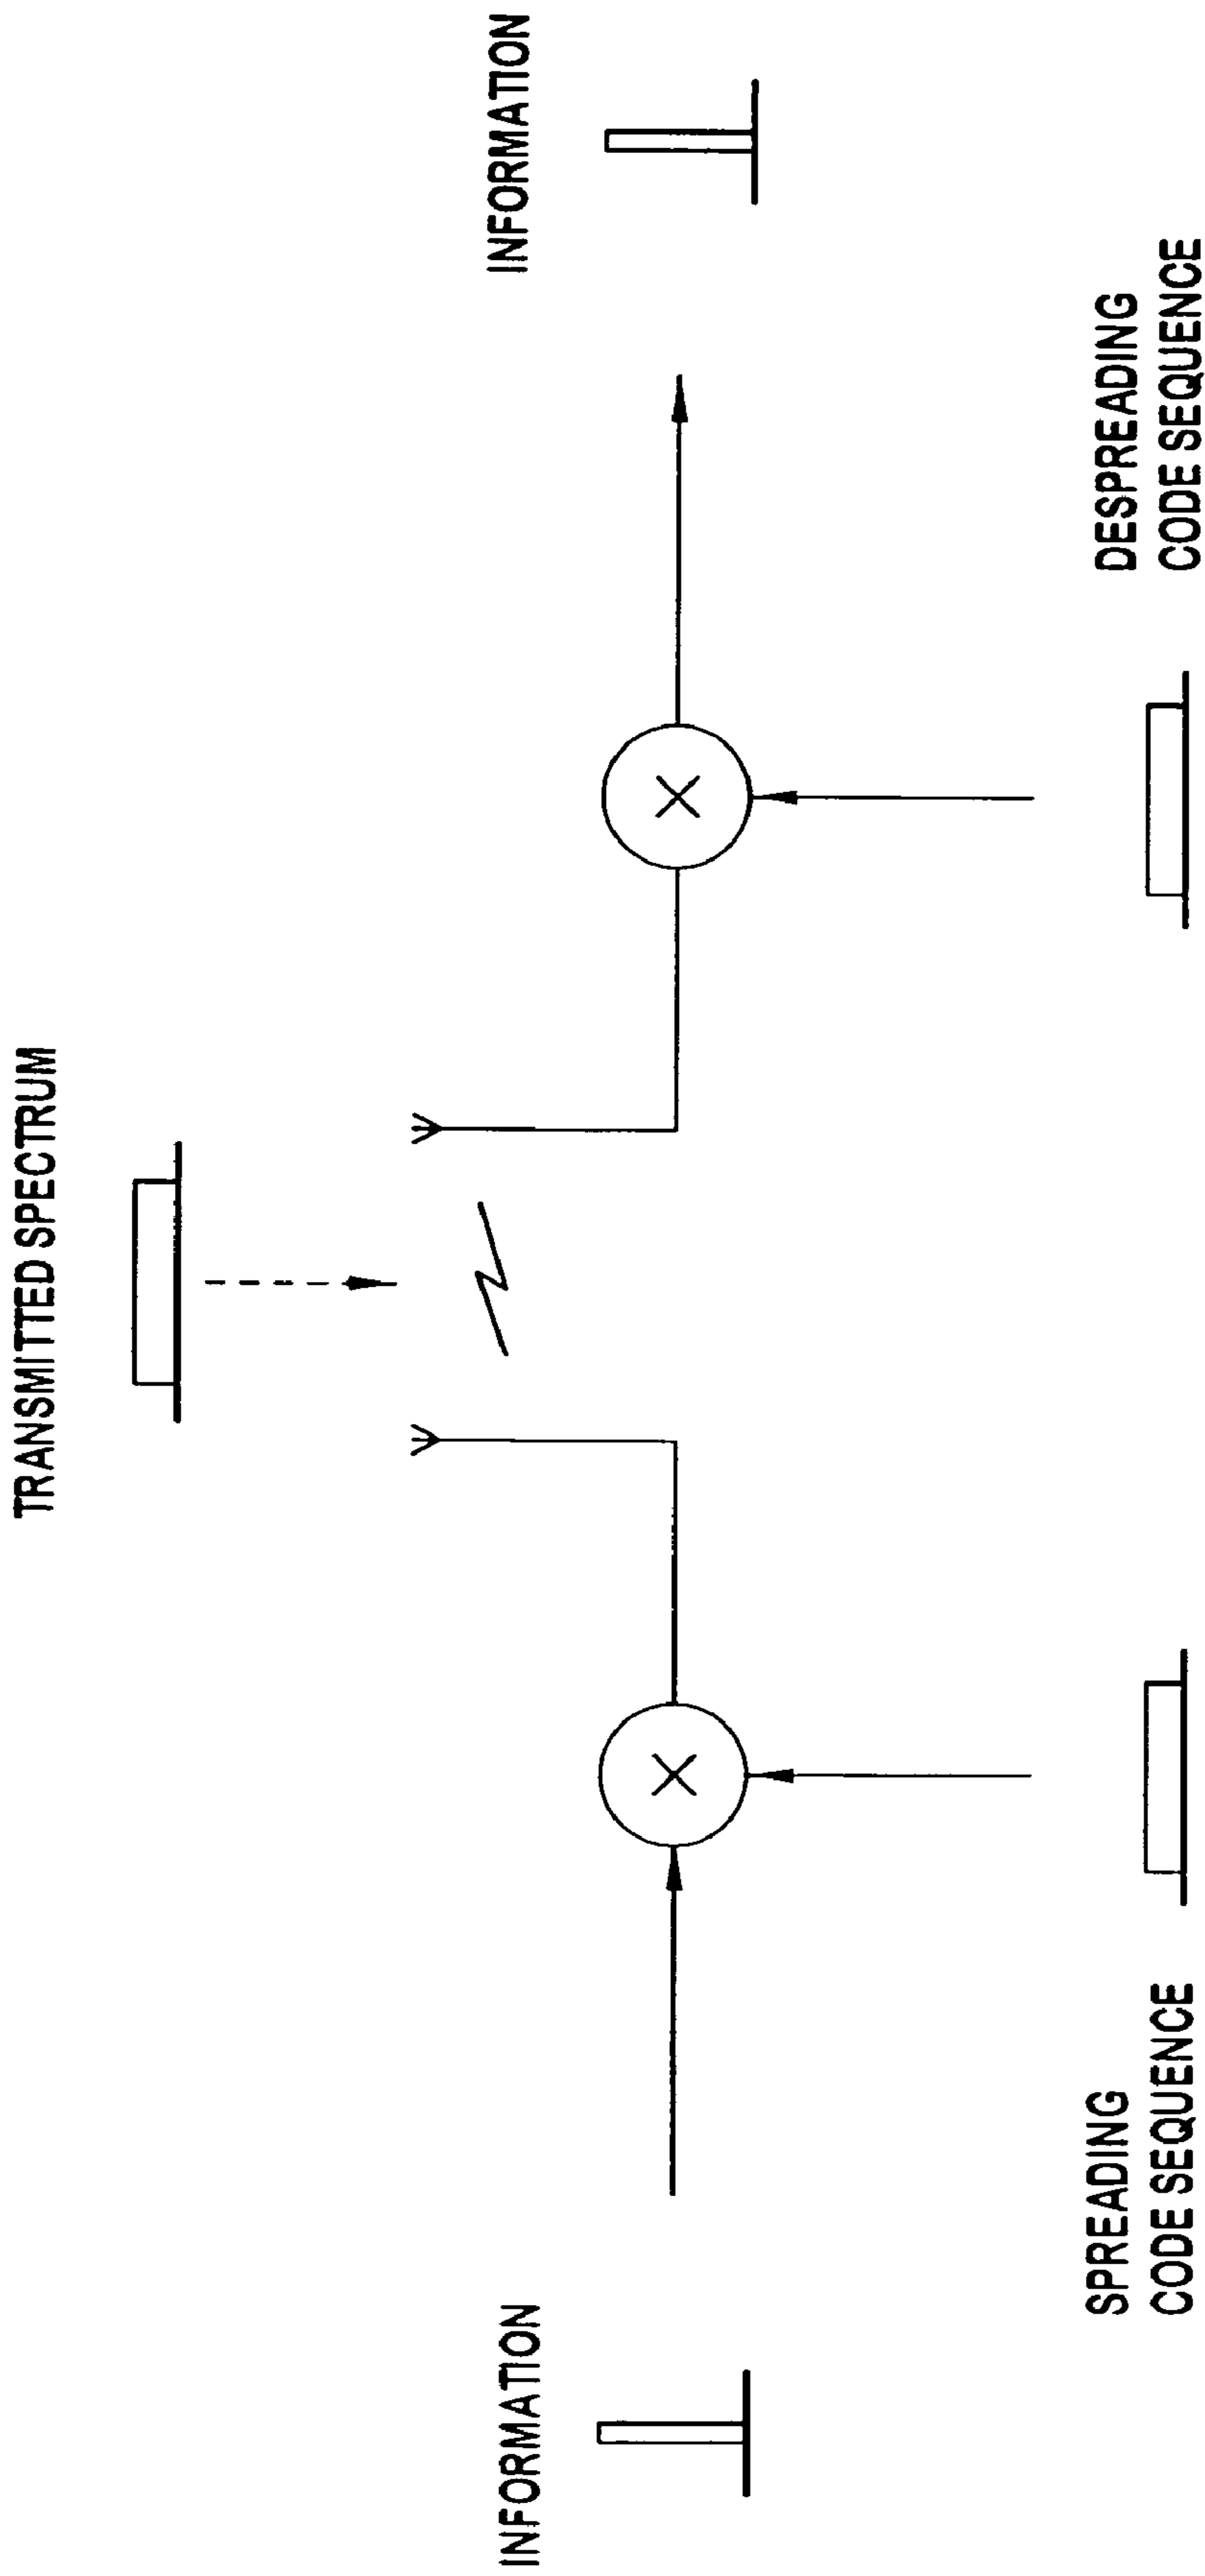 TRANSMITTED SPECTRUM
INFORMATION
INFORMATION
SPREADING
CODE SEQUENCE
DESPREADING
CODE SEQUENCE